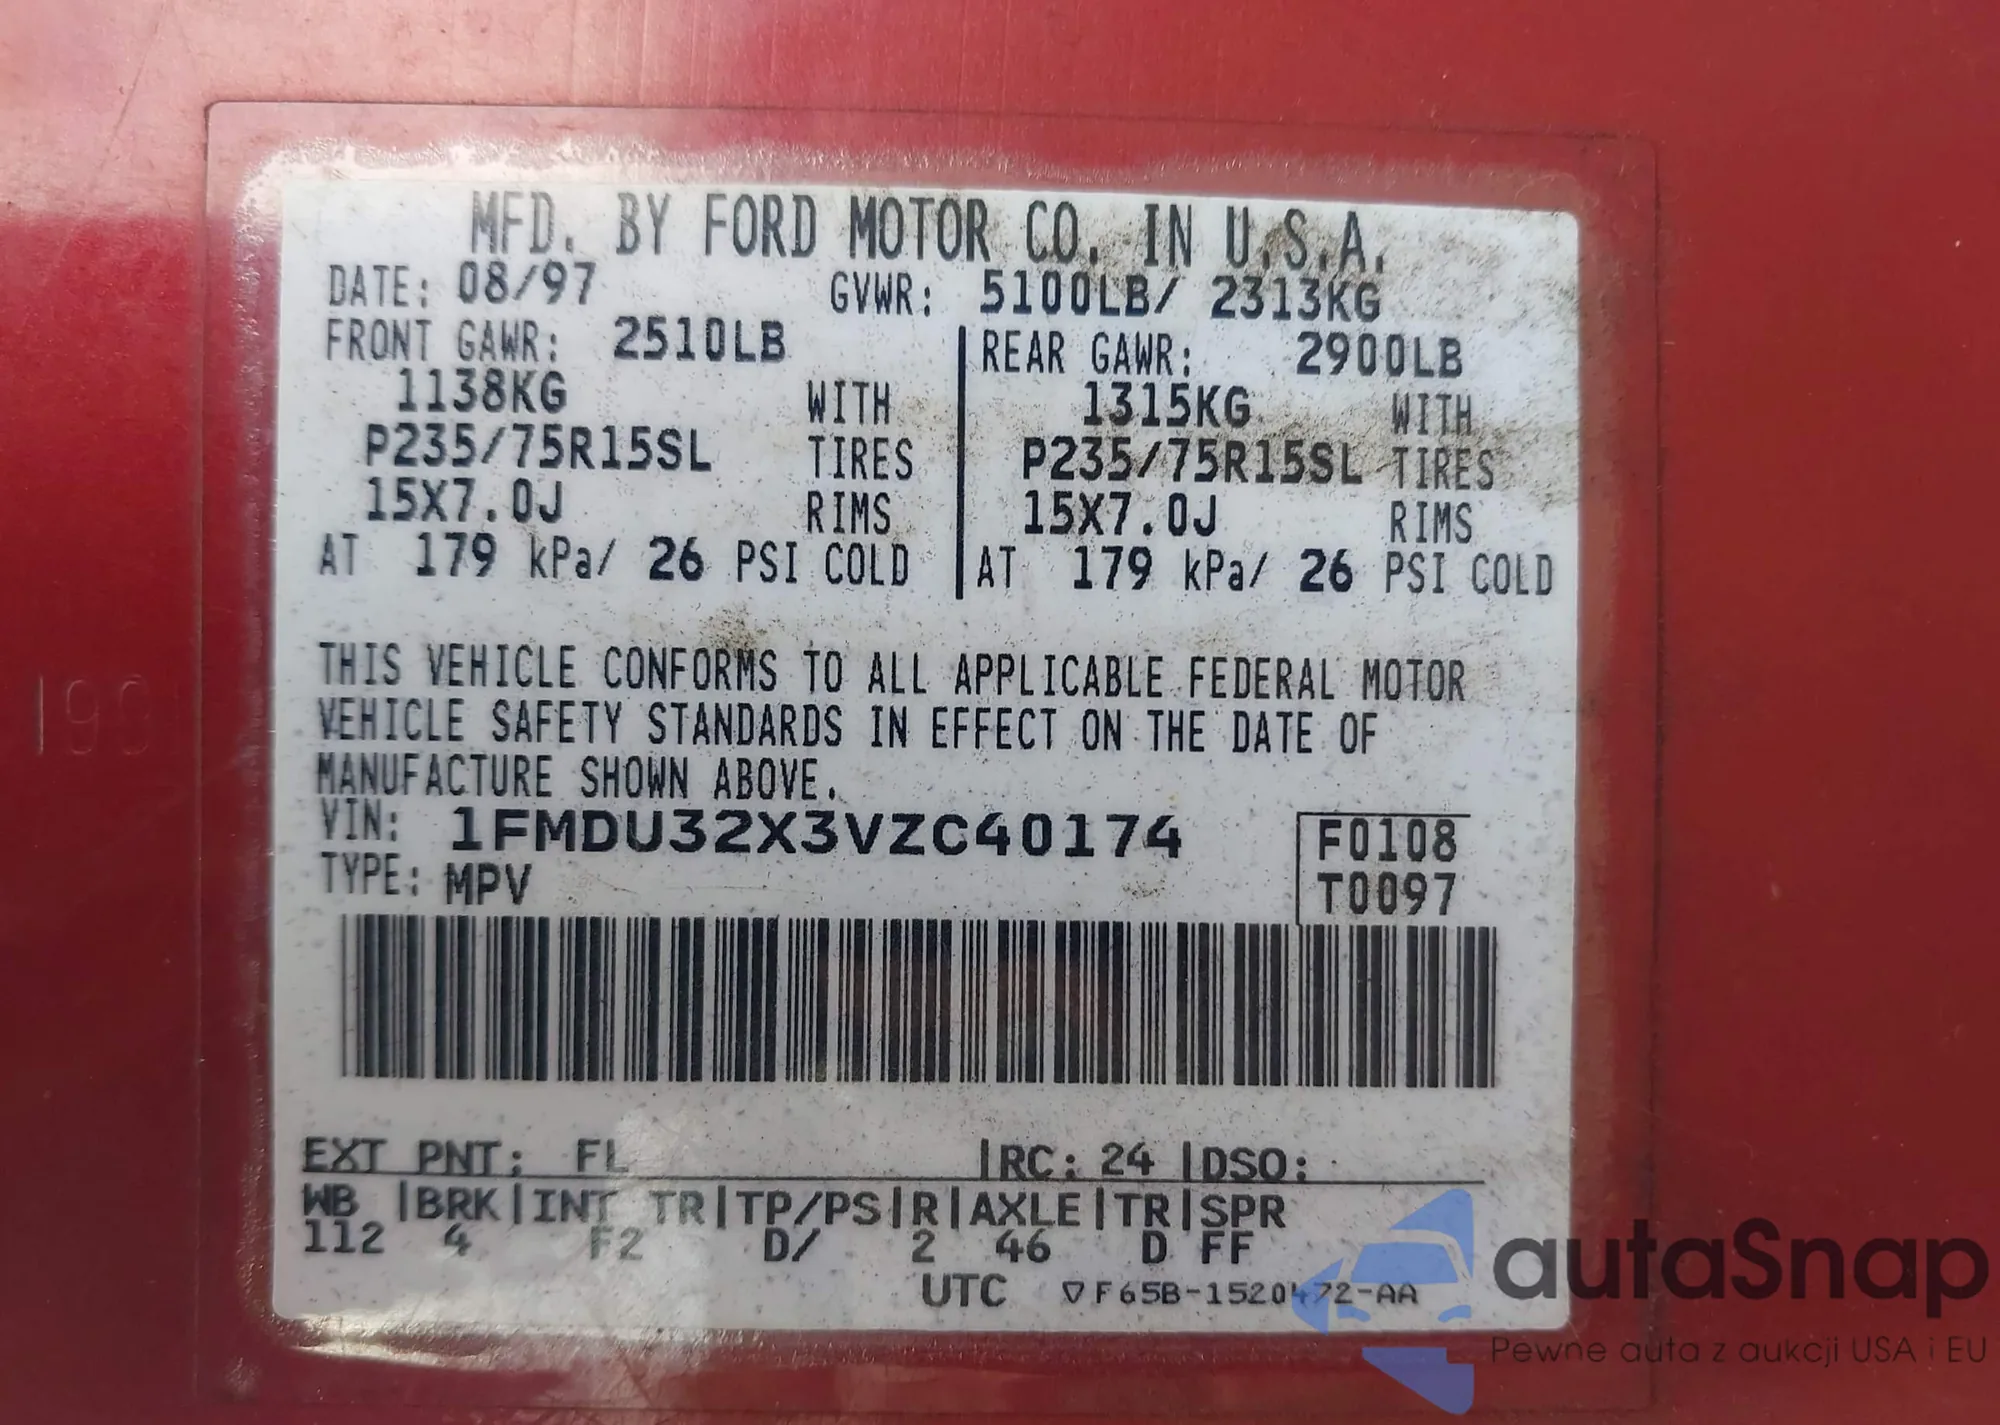 MFD. BY FORD MOTOR CO. IN U.S.A.
DATE: 08/97 GVWR: 5100LB/ 2313KG
FRONT GAWR: 2510LB REAR GAWR: 2900LB
1138KG WITH 1315KG WITH
P235/75R15SL TIRES P235/75R15SL TIRES
15X7.0J RIMS 15X7.0J RIMS
AT 179 kPa/ 26 PSI COLD AT 179 kPa/ 26 PSI COLD
THIS VEHICLE CONFORMS TO ALL APPLICABLE FEDERAL MOTOR
VEHICLE SAFETY STANDARDS IN EFFECT ON THE DATE OF
MANUFACTURE SHOWN ABOVE.
VIN: 1FMDU32X3VZC40174 F0108
TYPE: MPV T0097
EXT PNT: FL |RC: 24 |DSO:
WB |BRK|INT TR|TP/PS|R|AXLE|TR|SPR
112 4 F2 D/ 2 46 D FF
UTC ▽F65B-1520472-AA
autaSnap
Pewne auta z aukcji USA i EU